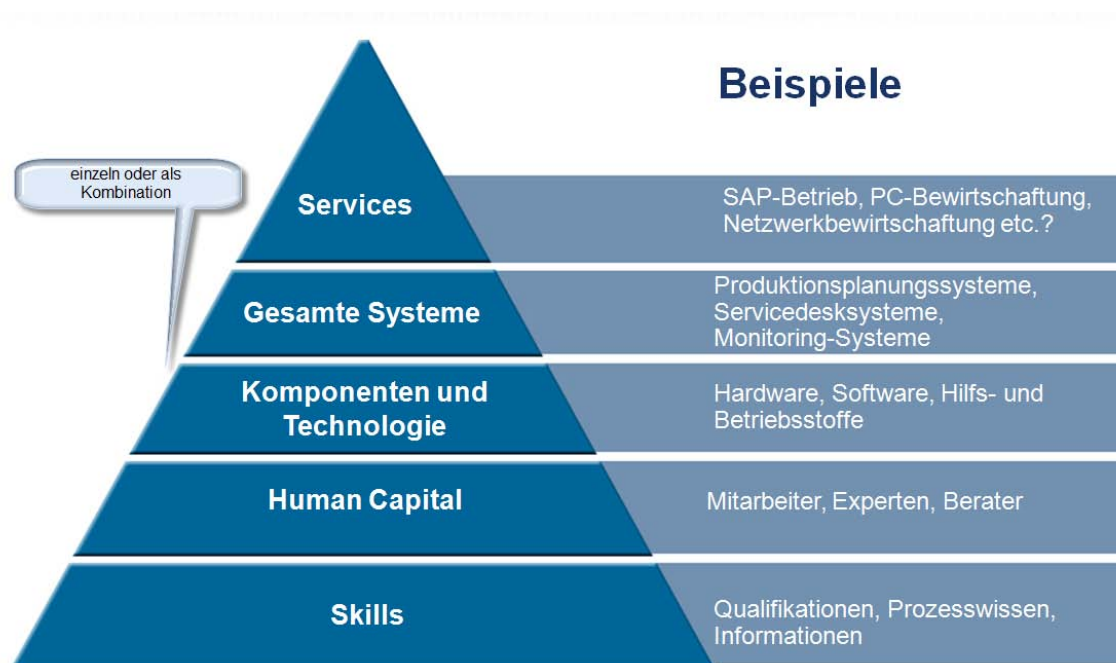 Beispiele
einzeln oder als
Kombination
Services
SAP-Betrieb, PC-Bewirtschaftung,
Netzwerkbewirtschaftung etc.?
Gesamte Systeme
Produktionsplanungssysteme,
Servicedesksysteme,
Monitoring-Systeme
Komponenten und
Technologie
Hardware, Software, Hilfs- und
Betriebsstoffe
Human Capital
Mitarbeiter, Experten, Berater
Skills
Qualifikationen, Prozesswissen,
Informationen